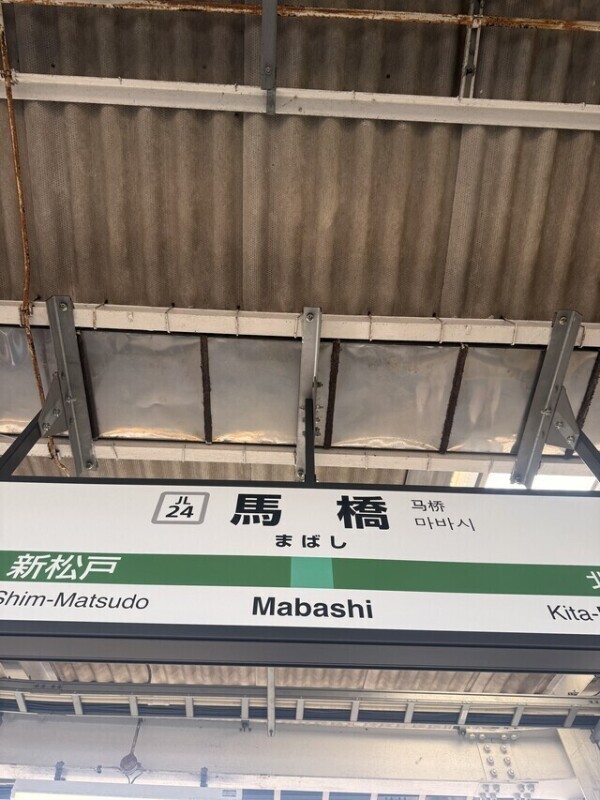 JL
24
馬橋
马桥
마바시
まばし
新松戸
北
Shim-Matsudo
Mabashi
Kita-